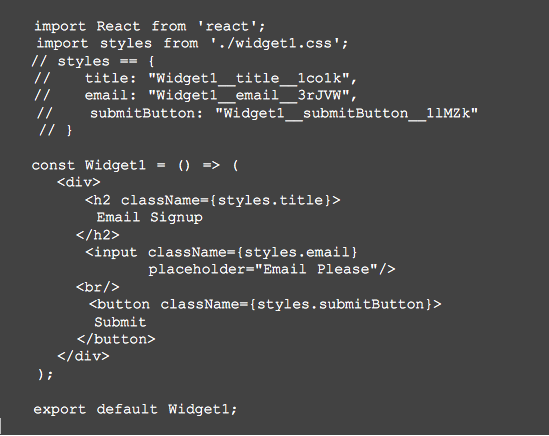 import React from 'react';
import styles from './widget1.css';
// styles == {
//    title: "Widget1__title__1co1k",
//    email: "Widget1__email__3rJVW",
//    submitButton: "Widget1__submitButton__1lMZk"
// }
const Widget1 = () => (
<div>
<h2 className={styles.title}>
Email Signup
</h2>
<input className={styles.email}
placeholder="Email Please"/>
<br/>
<button className={styles.submitButton}>
Submit
</button>
</div>
);
export default Widget1;